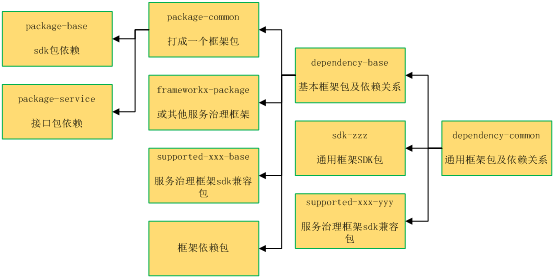 package-base
sdk包依赖
package-service
接口包依赖
package-common
打成一个框架包
frameworkx-package
或其他服务治理框架
supported-xxx-base
服务治理框架sdk兼容
包
框架依赖包
dependency-base
基本框架包及依赖关系
sdk-zzz
通用框架SDK包
supported-xxx-yyy
服务治理框架sdk兼容
包
dependency-common
通用框架包及依赖关系